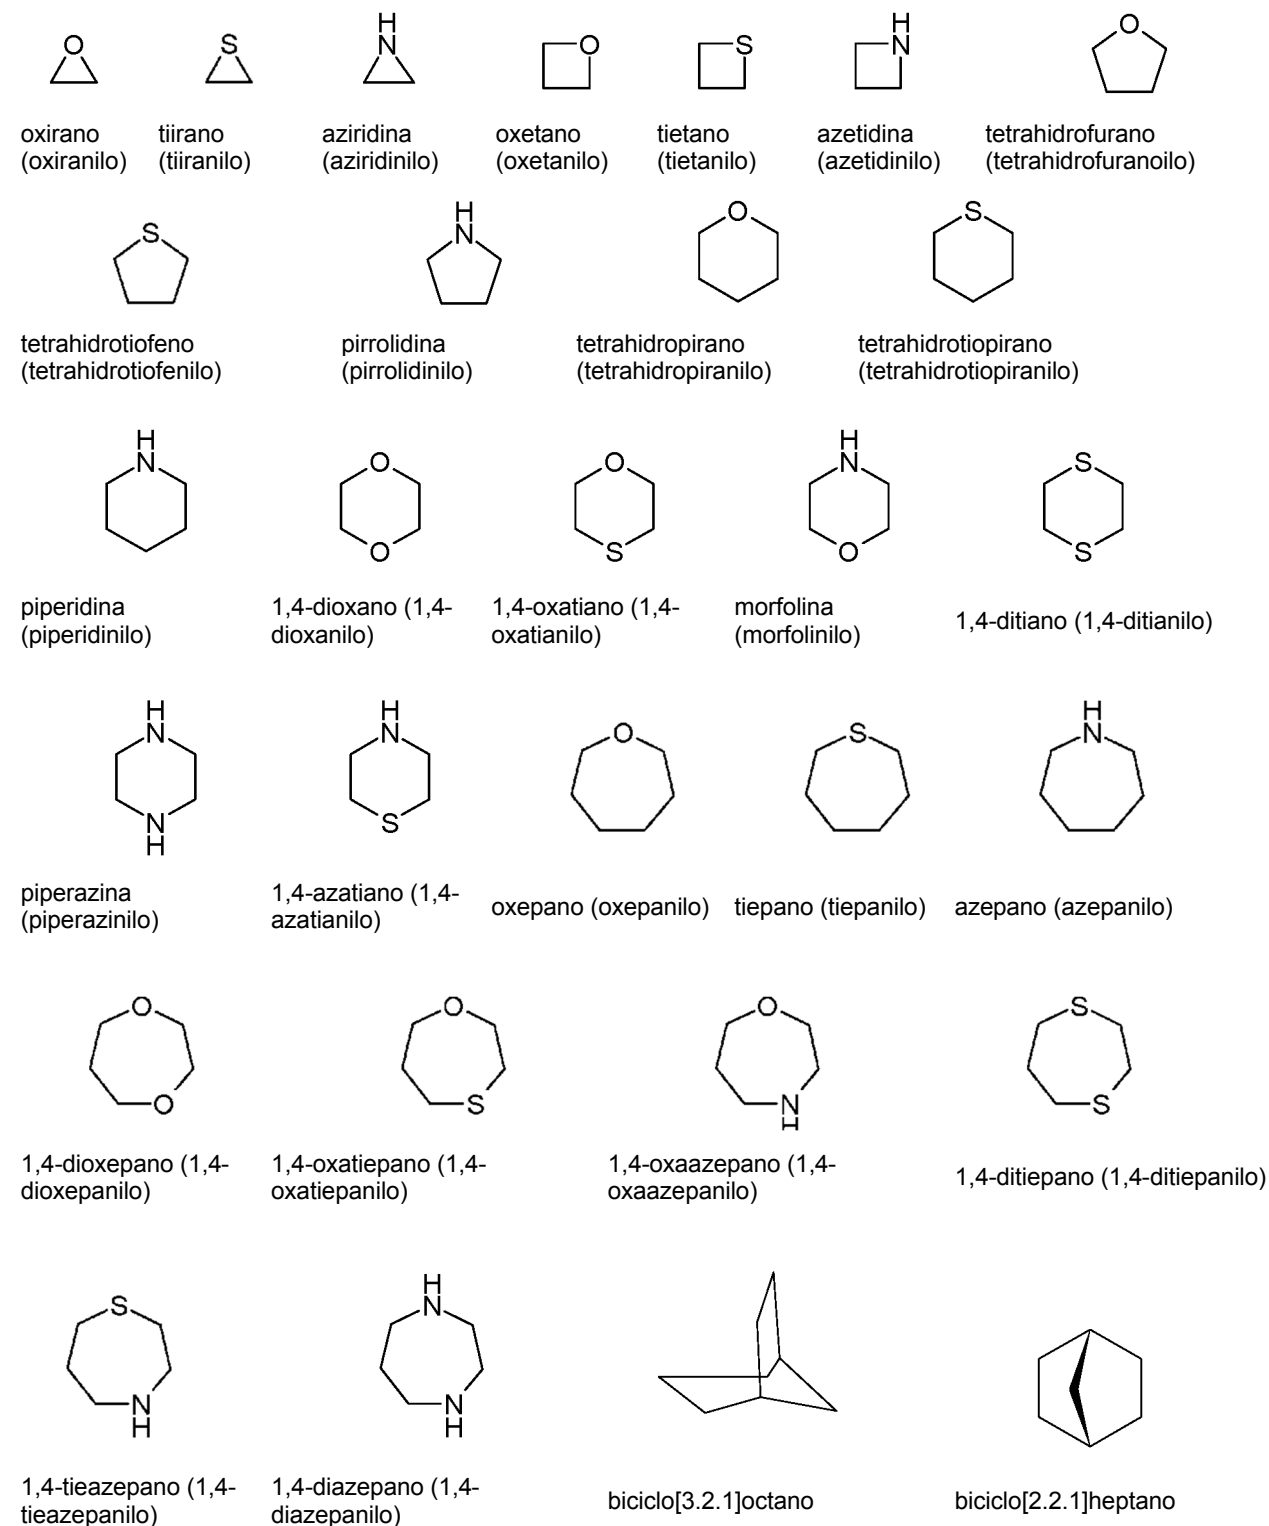 O
S
H
N
O
S
H
N
O
oxirano
(oxiranilo)
tiirano
(tiiranilo)
aziridina
(aziridinilo)
oxetano
(oxetanilo)
tietano
(tietanilo)
azetidina
(azetidinilo)
tetrahidrofurano
(tetrahidrofuranoilo)
S
H
N
O
S
tetrahidrotiofeno
(tetrahidrotiofenilo)
pirrolidina
(pirrolidinilo)
tetrahidropirano
(tetrahidropiranilo)
tetrahidrotiopirano
(tetrahidrotiopiranilo)
H
N
O
O
O
S
H
N
O
S
S
piperidina
(piperidinilo)
1,4-dioxano (1,4-
dioxanilo)
1,4-oxatiano (1,4-
oxatianilo)
morfolina
(morfolinilo)
1,4-ditiano (1,4-ditianilo)
H
N
N
H
H
N
S
O
S
H
N
piperazina
(piperazinilo)
1,4-azatiano (1,4-
azatianilo)
oxepano (oxepanilo)
tiepano (tiepanilo)
azepano (azepanilo)
O
O
O
S
O
N
H
S
S
1,4-dioxepano (1,4-
dioxepanilo)
1,4-oxatiepano (1,4-
oxatiepanilo)
1,4-oxaazepano (1,4-
oxaazepanilo)
1,4-ditiepano (1,4-ditiepanilo)
S
N
H
H
N
N
H
1,4-tieazepano (1,4-
tieazepanilo)
1,4-diazepano (1,4-
diazepanilo)
biciclo[3.2.1]octano
biciclo[2.2.1]heptano